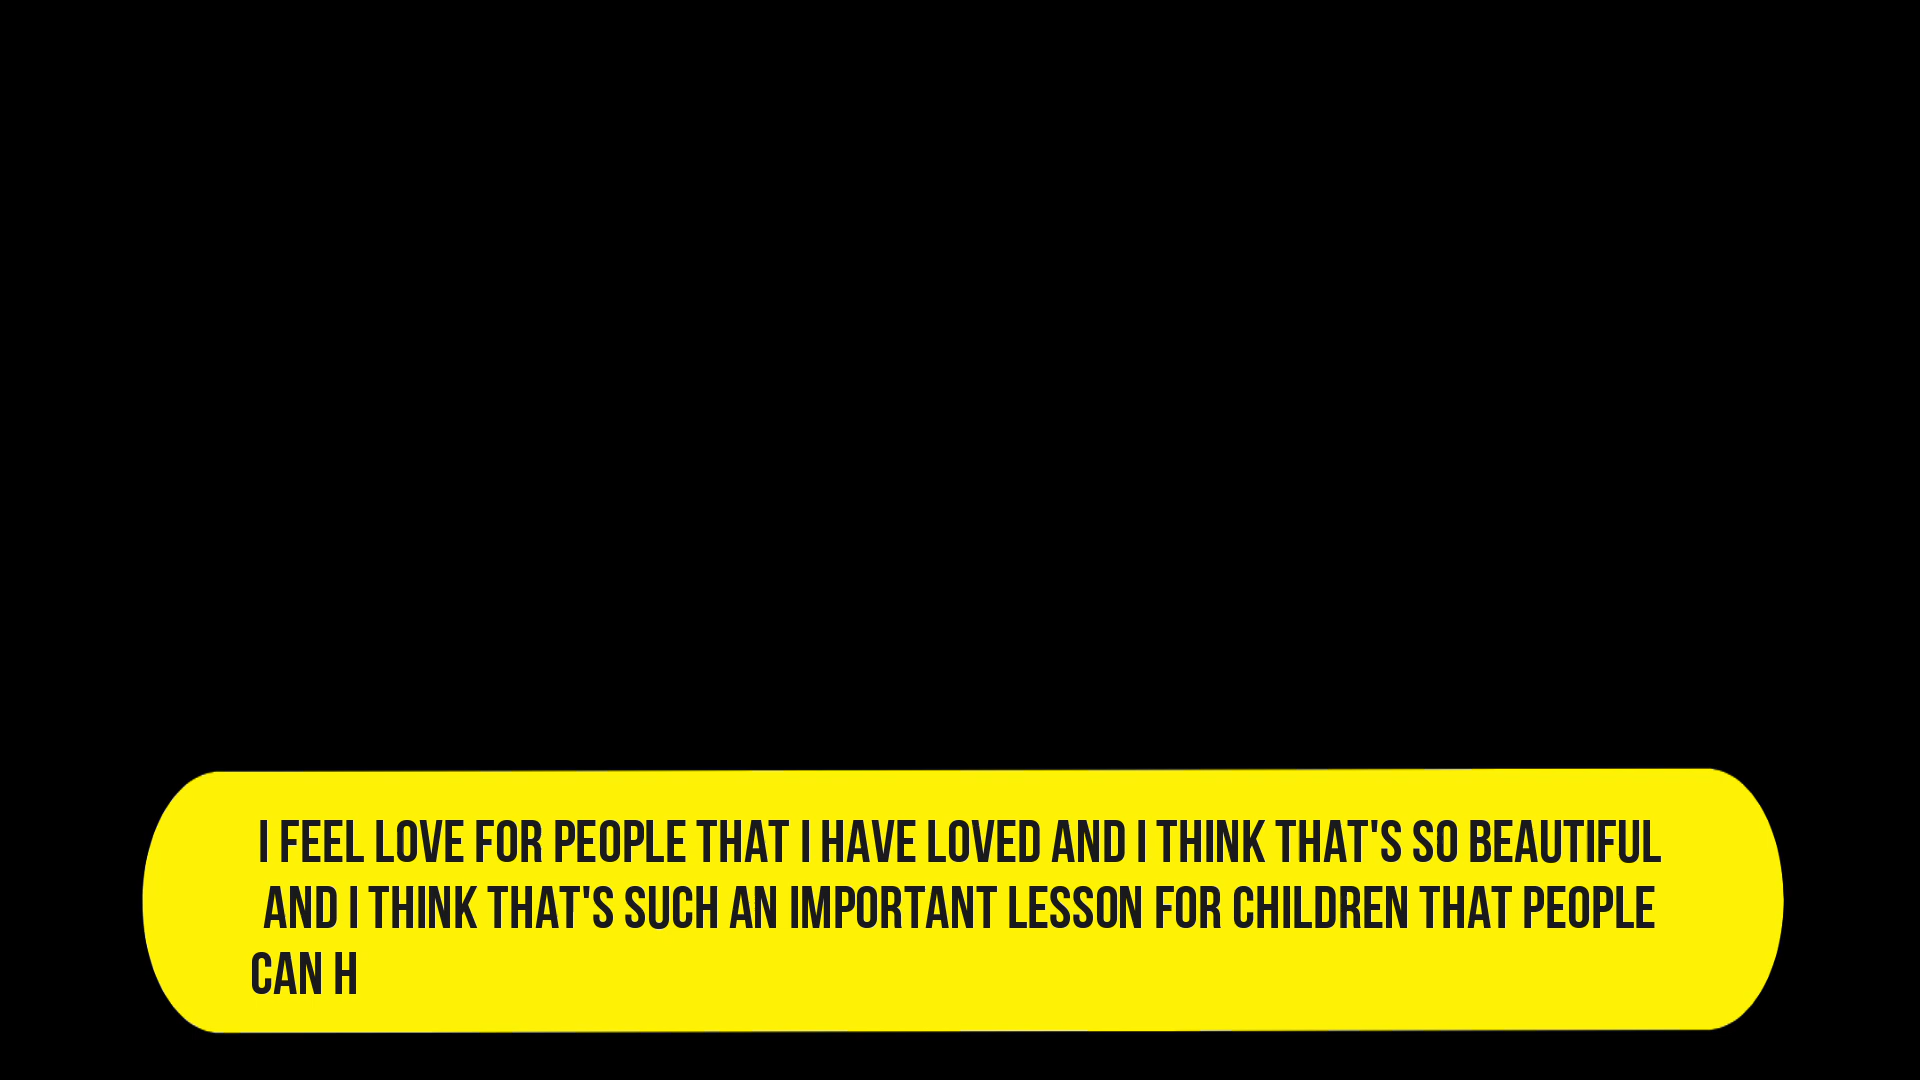 I FEEL LOVE FOR PEOPLE THAT I HAVE LOVED AND I THINK THAT'S SO BEAUTIFUL
AND I THINK THAT'S SUCH AN IMPORTANT LESSON FOR CHILDREN THAT PEOPLE
CAN H